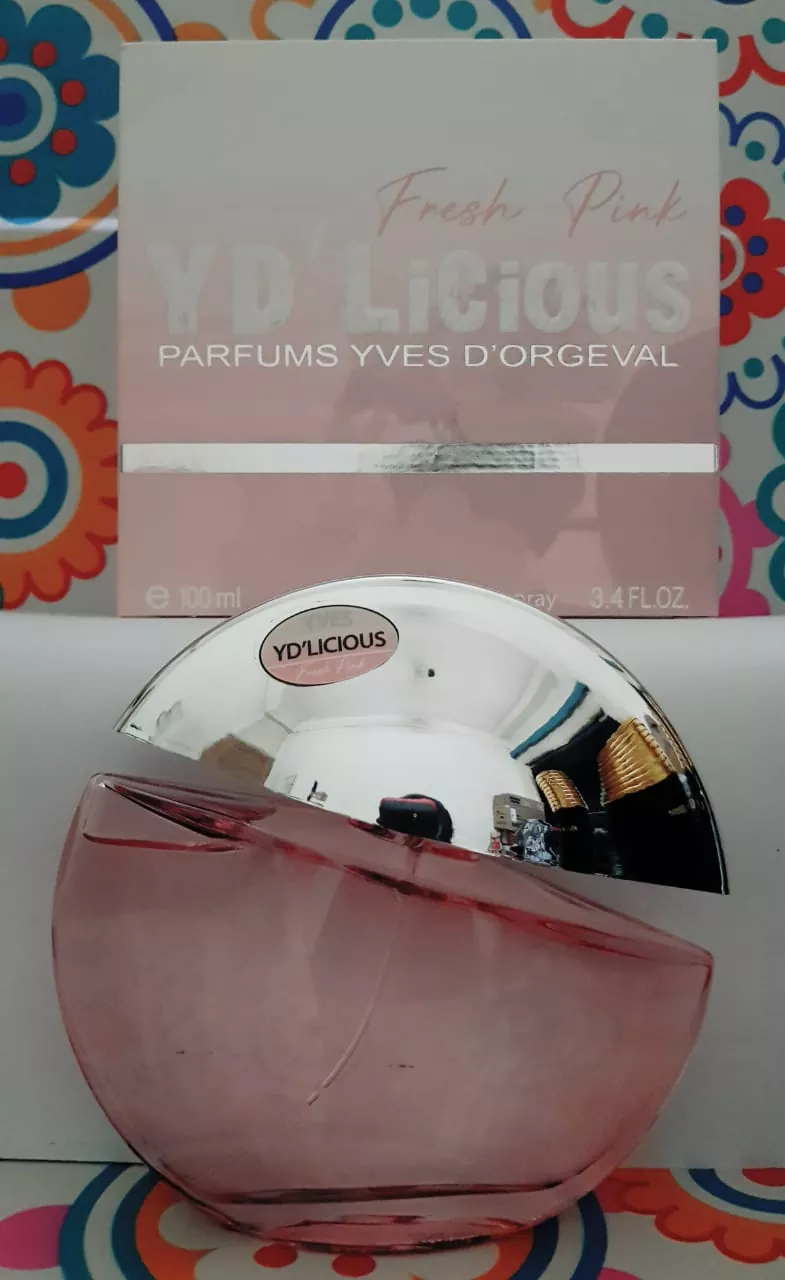 Fresh Pink
YD'LiCious
PARFUMS YVES D'ORGEVAL
e 100 ml
3.4 FL.OZ.
YVES
YD'LICIOUS
Fresh Pink